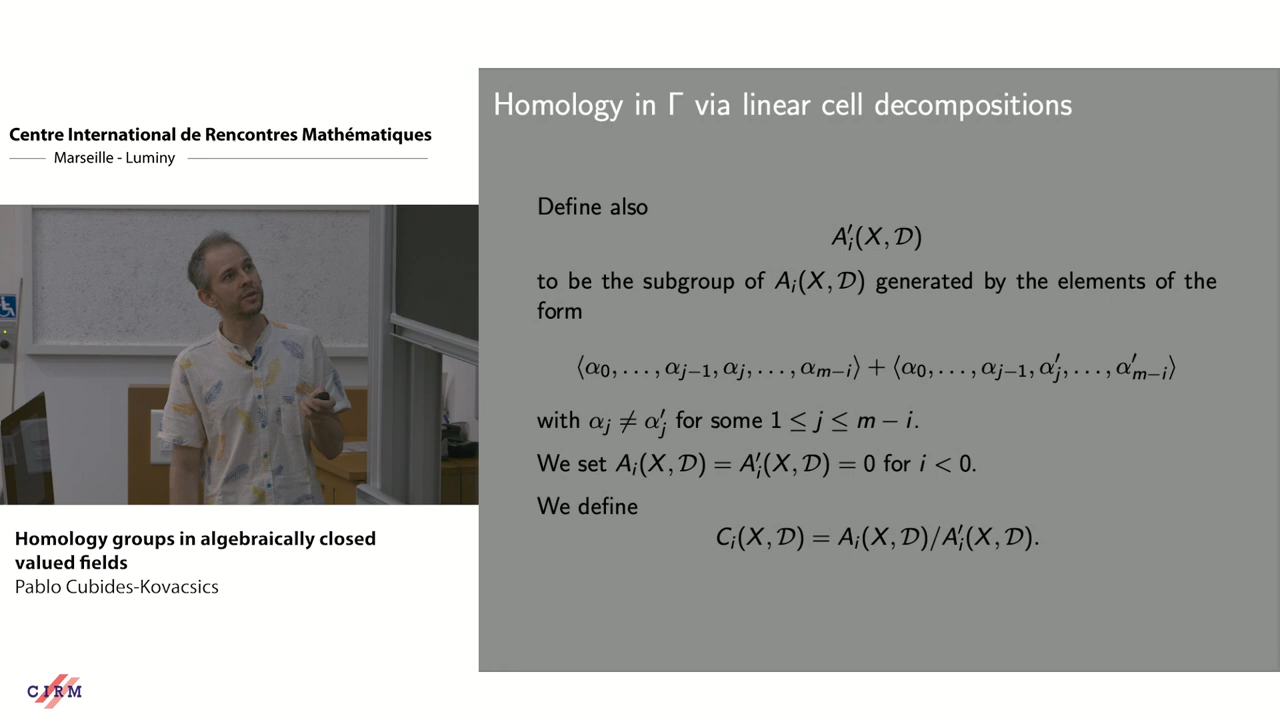 Centre International de Rencontres Mathématiques
Marseille - Luminy
Homology groups in algebraically closed
valued fields
Pablo Cubides-Kovacsics
CIRM
Homology in Γ via linear cell decompositions
Define also
A′ᵢ(X, 𝒟)
to be the subgroup of Aᵢ(X, 𝒟) generated by the elements of the
form
⟨α₀, …, αⱼ₋₁, αⱼ, …, αₘ₋ᵢ⟩ + ⟨α₀, …, αⱼ₋₁, α′ⱼ, …, α′ₘ₋ᵢ⟩
with αⱼ ≠ α′ⱼ for some 1 ≤ j ≤ m − i.
We set Aᵢ(X, 𝒟) = A′ᵢ(X, 𝒟) = 0 for i < 0.
We define
Cᵢ(X, 𝒟) = Aᵢ(X, 𝒟)/A′ᵢ(X, 𝒟).